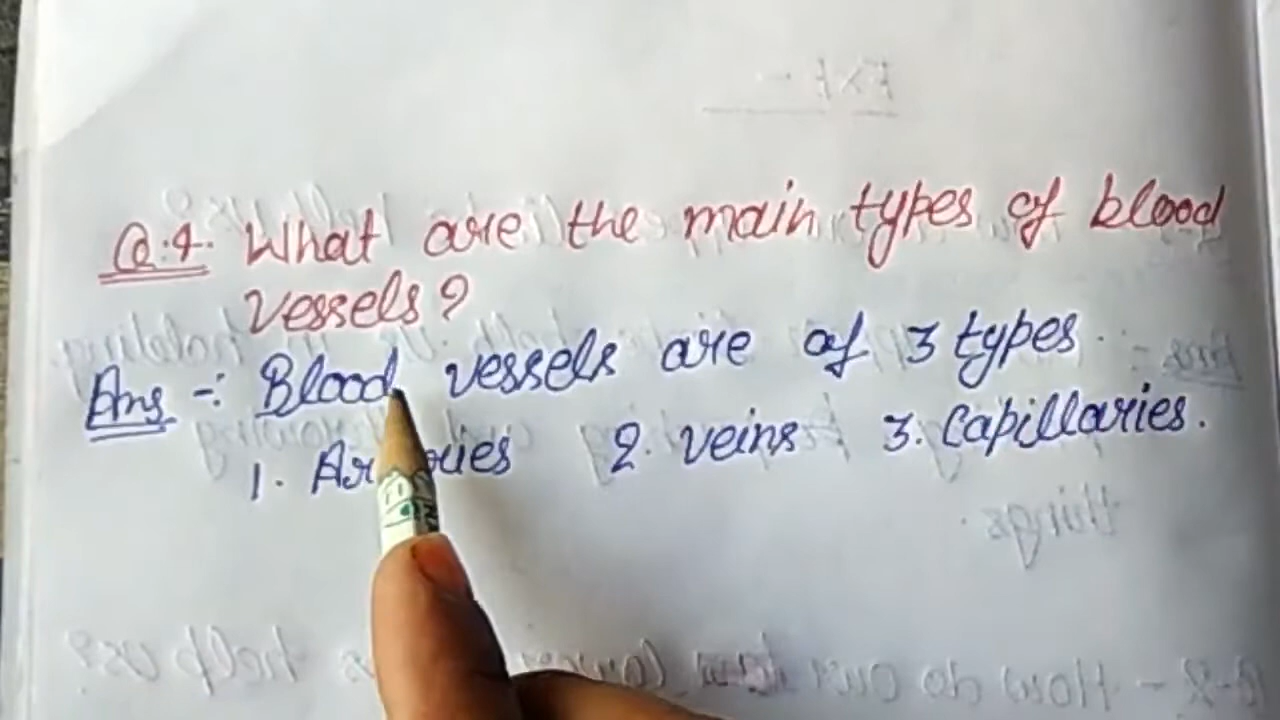 Q.4. What are the main types of blood
vessels?
Ans -: Blood vessels are of 3 types.
1. 2. veins 3. Capillaries.